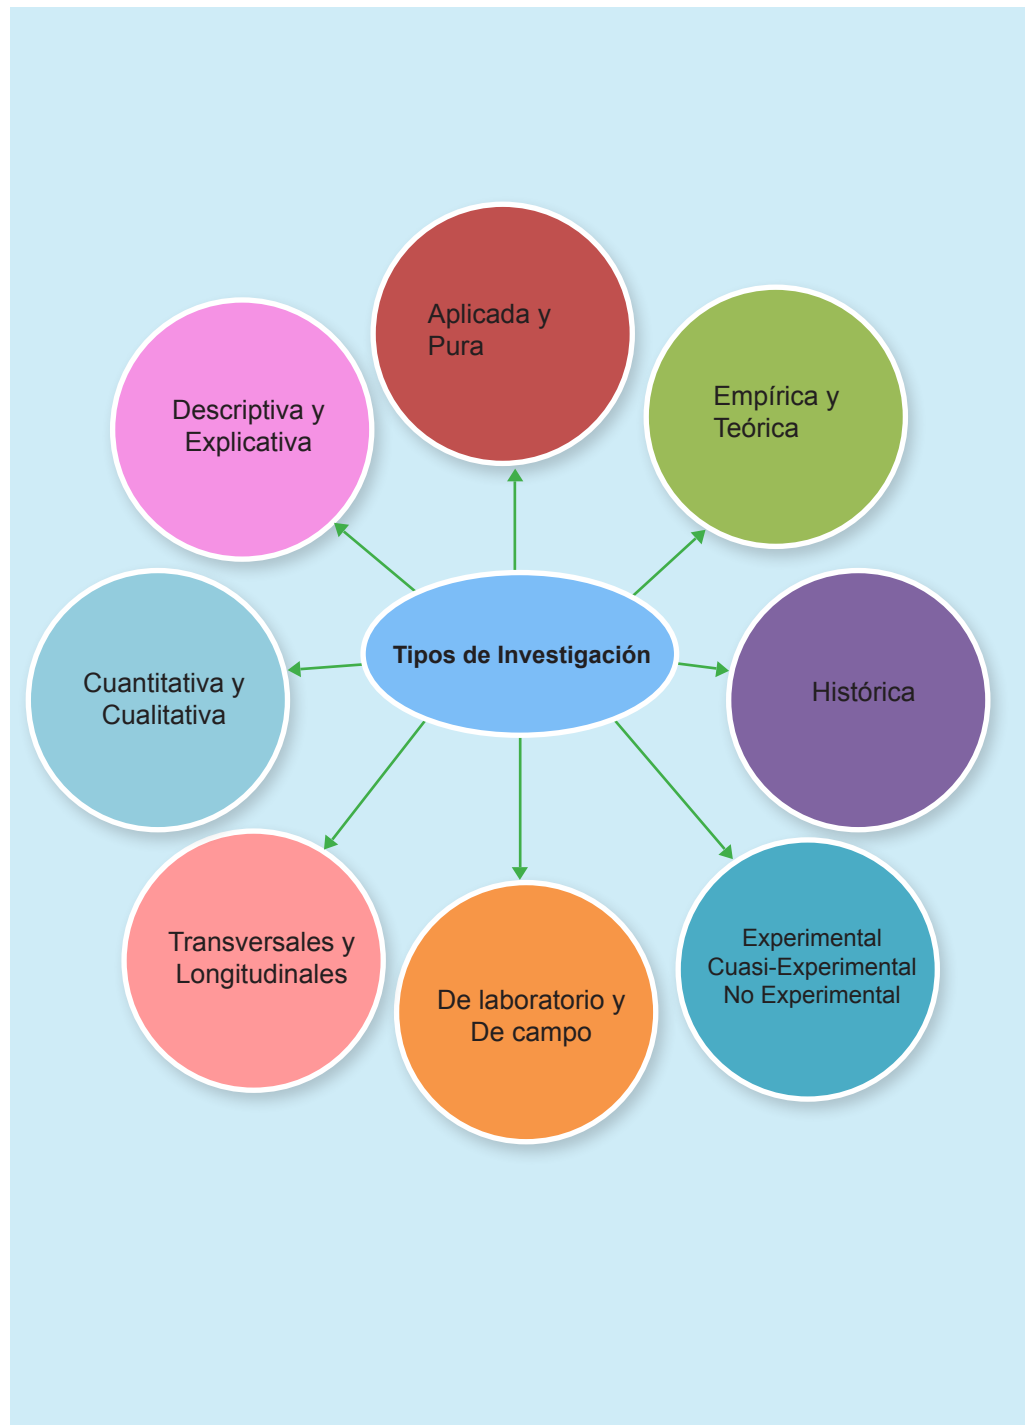 Aplicada y
Pura
Empírica y
Teórica
Descriptiva y
Explicativa
Tipos de Investigación
Histórica
Cuantitativa y
Cualitativa
Experimental
Cuasi-Experimental
No Experimental
Transversales y
Longitudinales
De laboratorio y
De campo